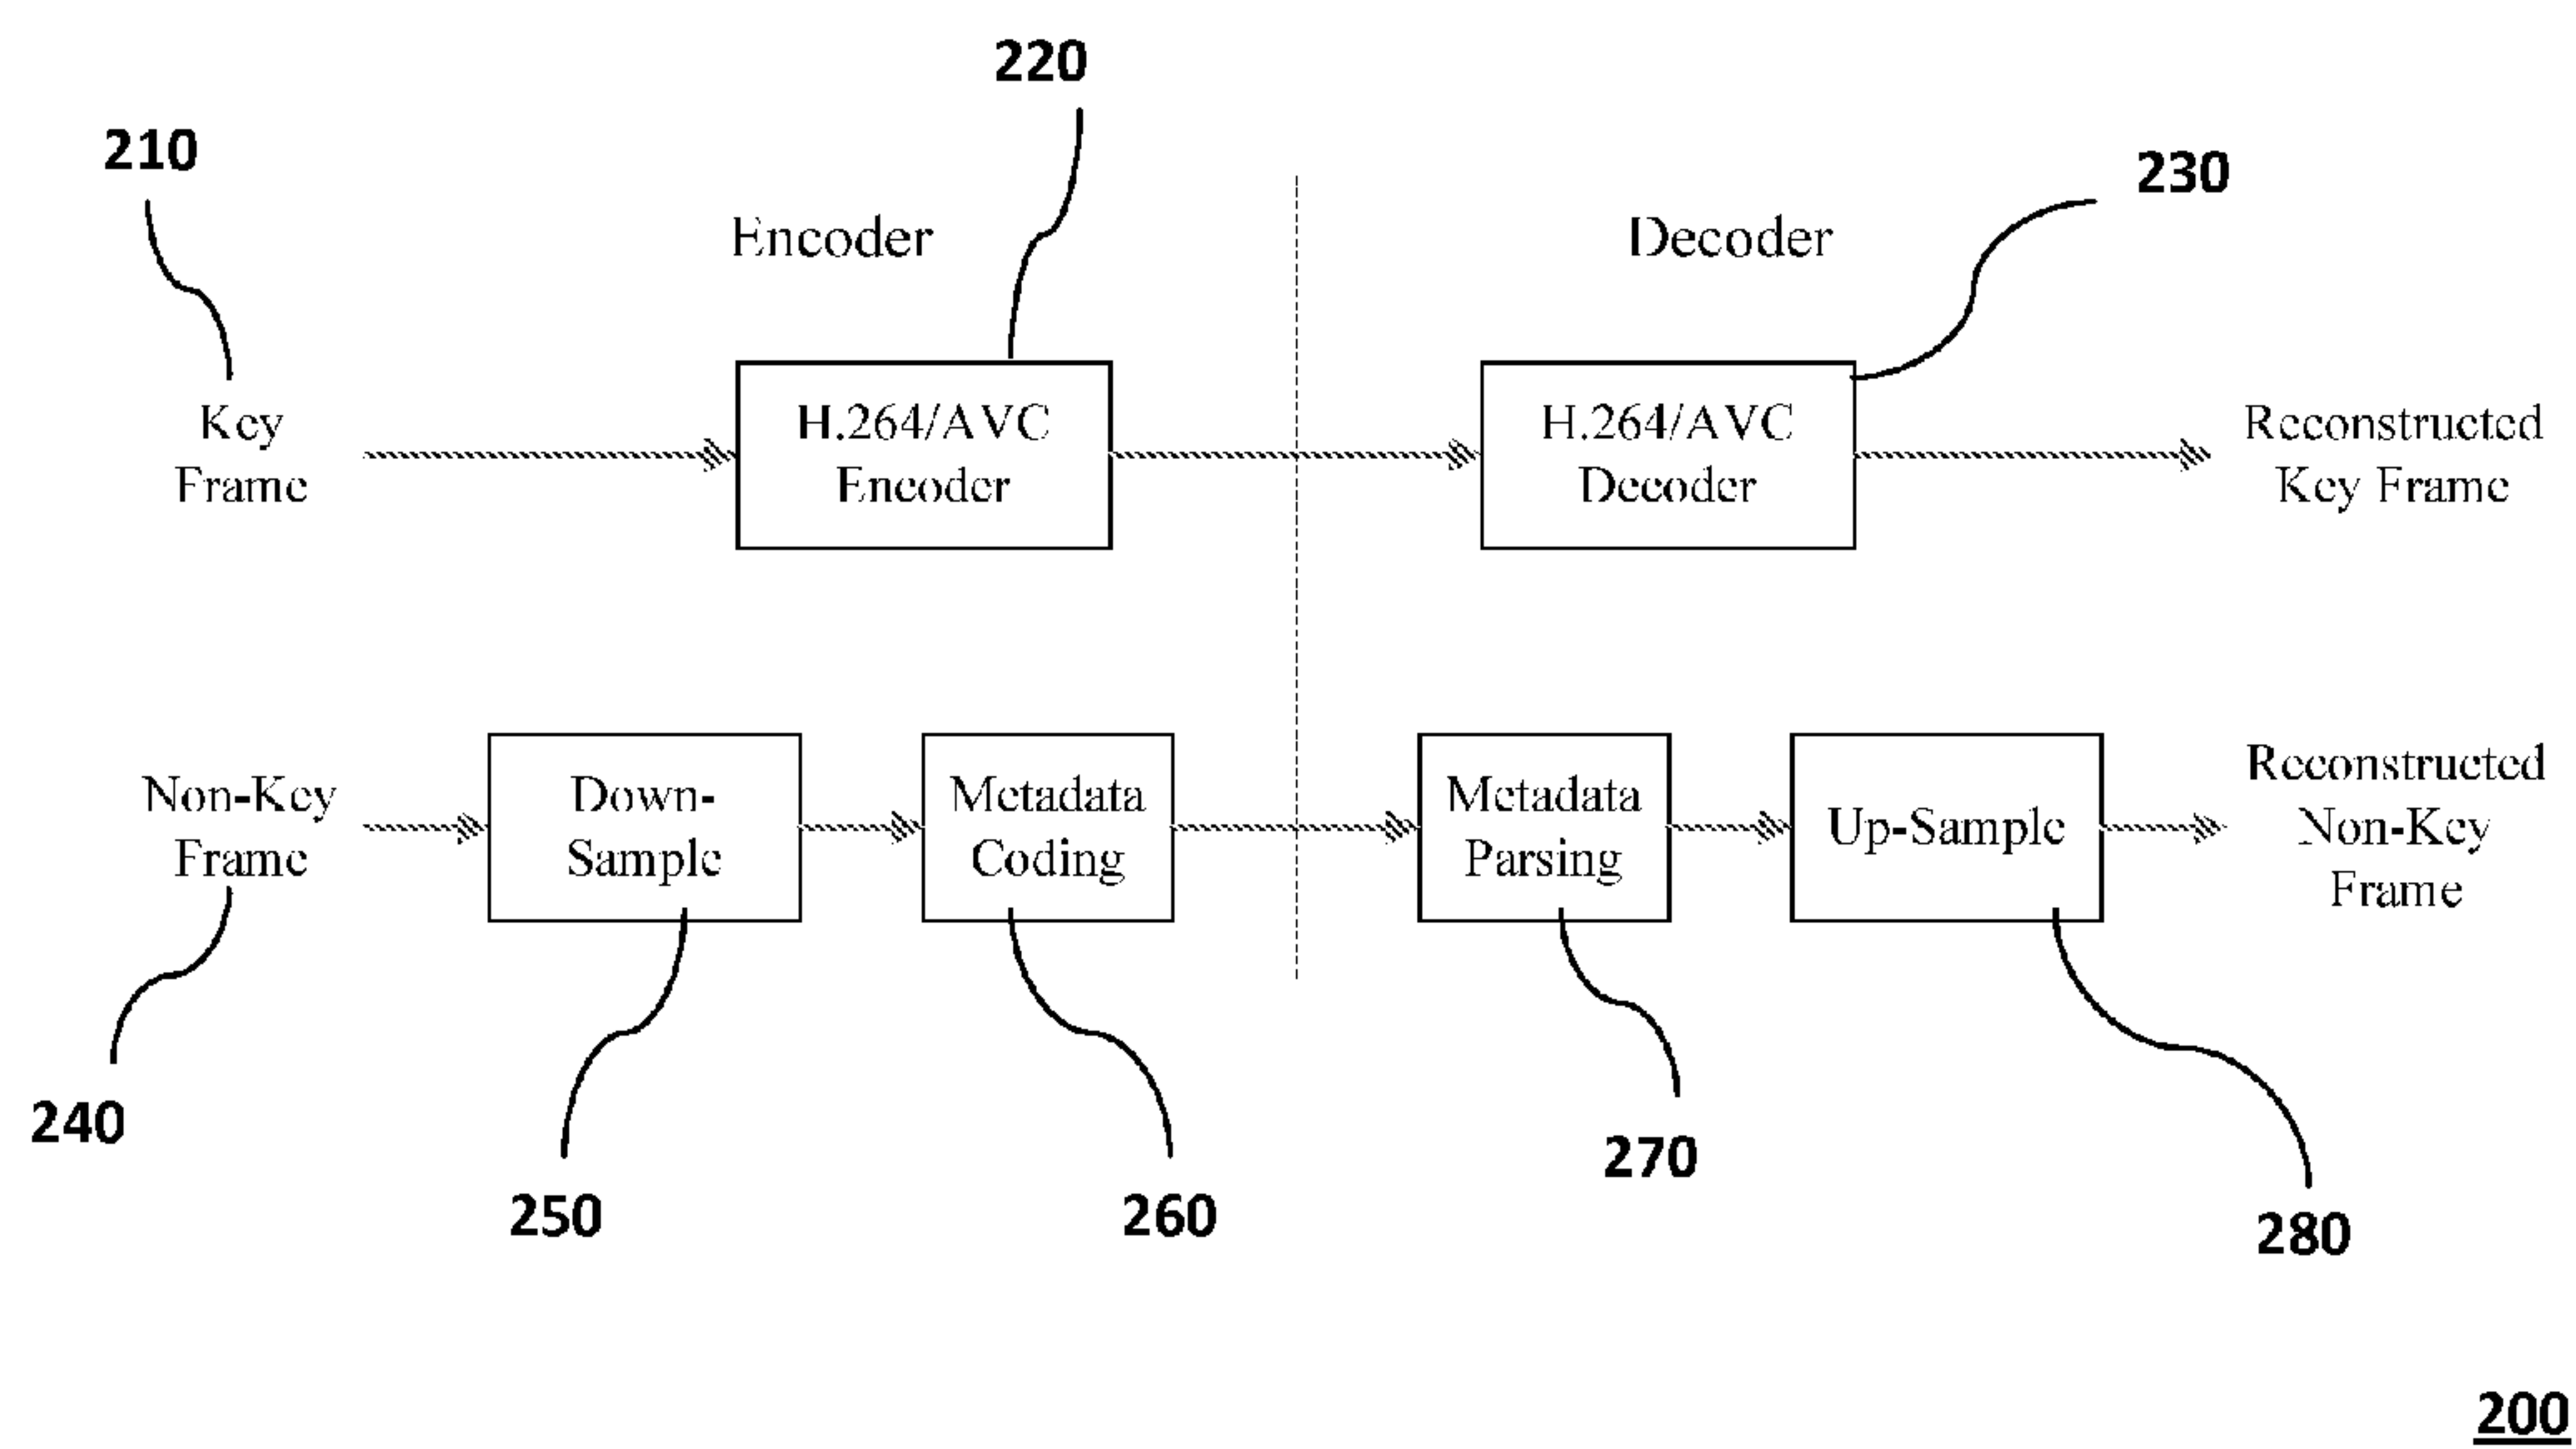 220
210
230
Encoder
Decoder
Key
Frame
H.264/AVC
Encoder
H.264/AVC
Decoder
Reconstructed
Key Frame
Non-Key
Frame
Down-
Sample
Metadata
Coding
Metadata
Parsing
Up-Sample
Reconstructed
Non-Key
Frame
240
250
260
270
280
200